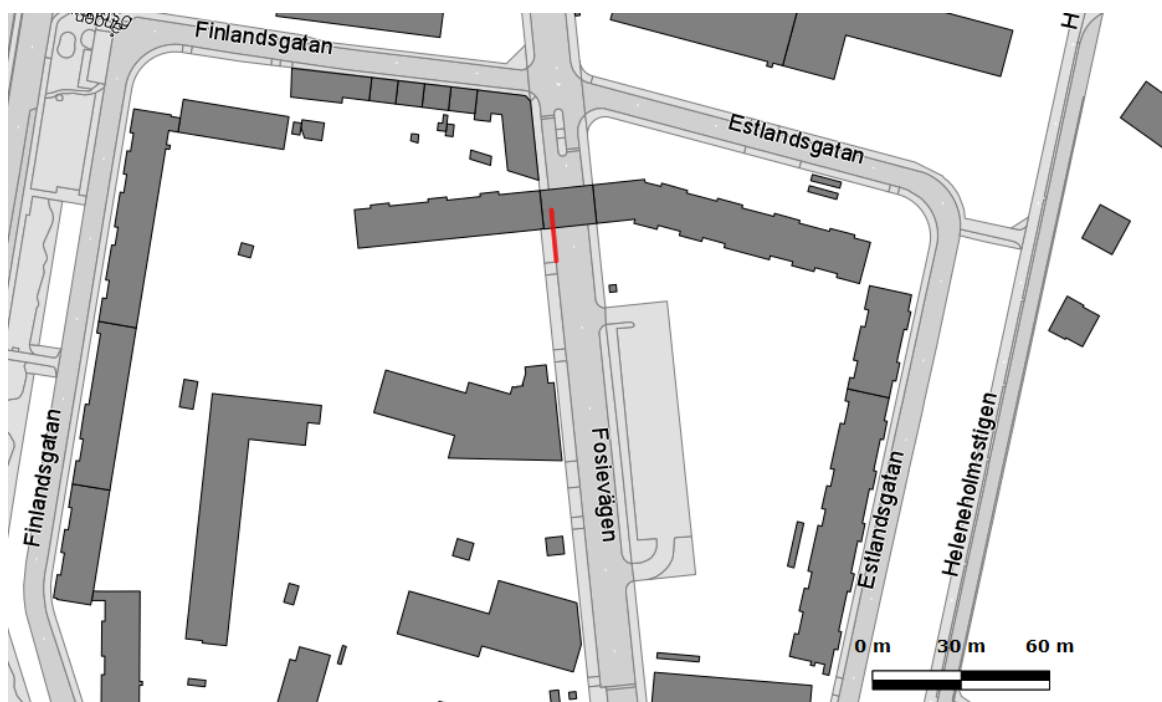 Finlandsgatan
H
Estlandsgatan
Finlandsgatan
Fosievägen
Estlandsgatan
Heleneholmsstigen
0 m 30 m 60 m